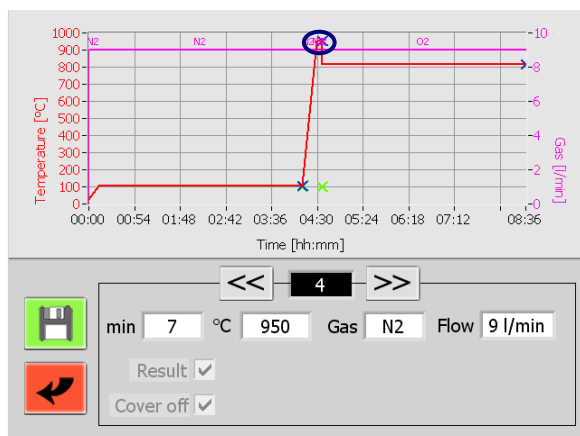 1000
900
800
700
600
500
400
300
200
100
0
Temperature [ºC]
N2
N2
O2
10
8
6
4
2
0
Gas [l/min]
00:00 00:54 01:48 02:42 03:36 04:30 05:24 06:18 07:12 08:36
Time [hh:mm]
<< 4 >>
min 7 ºC 950 Gas N2 Flow 9 l/min
Result
Cover off